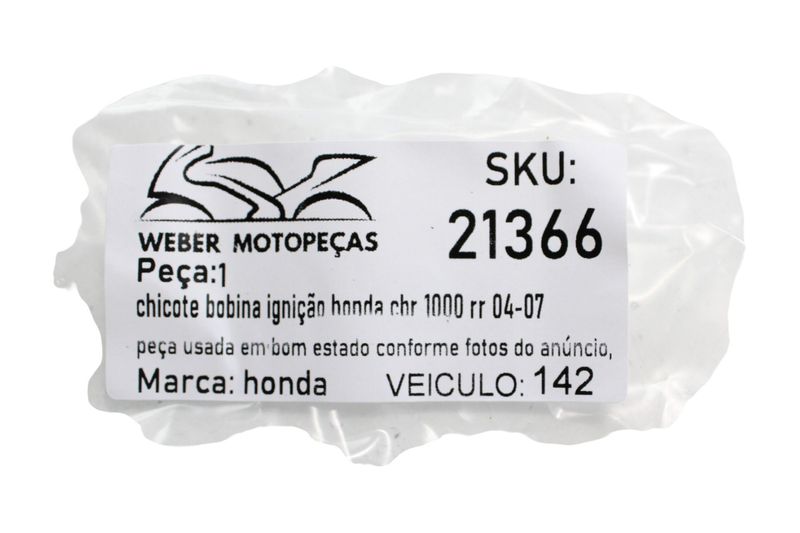 SKU:
21366
WEBER MOTOPEÇAS
Peça:1
chicote bobina ignição honda cbr 1000 rr 04-07
peça usada em bom estado conforme fotos do anúncio,
Marca: honda VEICULO: 142